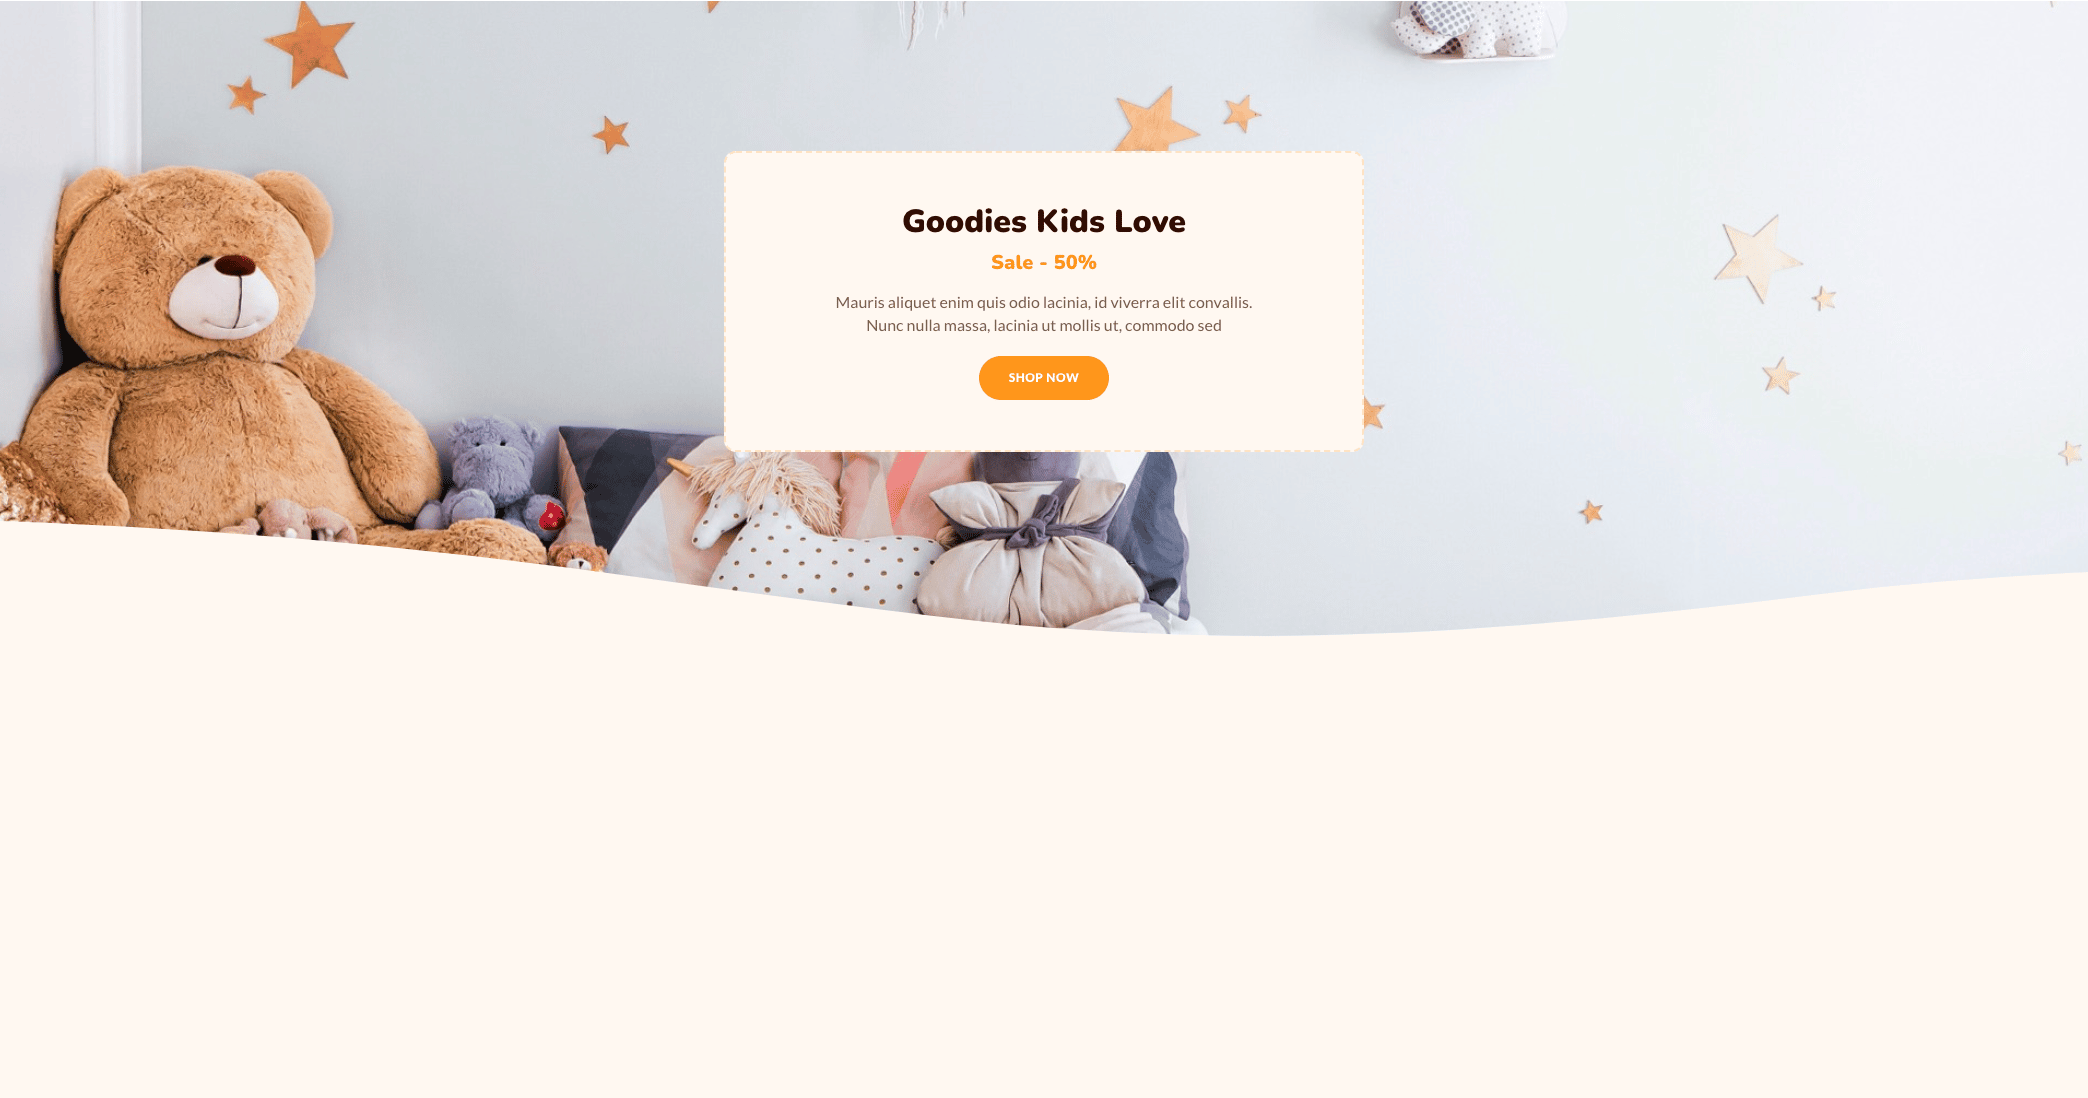 Goodies Kids Love
Sale - 50%
Mauris aliquet enim quis odio lacinia, id viverra elit convallis.
Nunc nulla massa, lacinia ut mollis ut, commodo sed
SHOP NOW